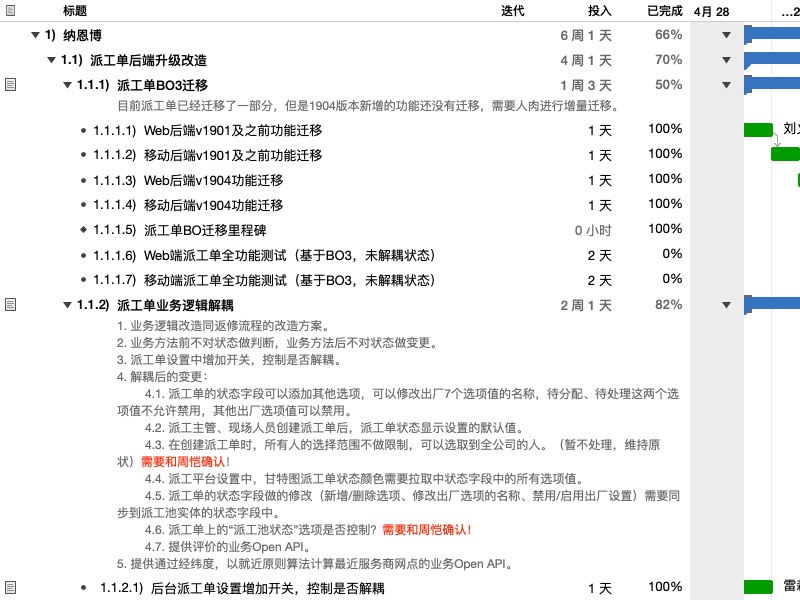 标题 迭代 投入 已完成 4月 28 ...2
1) 纳恩博 6 周 1 天 66%
1.1) 派工单后端升级改造 4 周 1 天 70%
1.1.1) 派工单BO3迁移 1 周 3 天 50%
目前派工单已经迁移了一部分，但是1904版本新增的功能还没有迁移，需要人肉进行增量迁移。
1.1.1.1) Web后端v1901及之前功能迁移 1 天 100%
1.1.1.2) 移动后端v1901及之前功能迁移 1 天 100%
1.1.1.3) Web后端v1904功能迁移 1 天 100%
1.1.1.4) 移动后端v1904功能迁移 1 天 100%
1.1.1.5) 派工单BO迁移里程碑 0 小时 100%
1.1.1.6) Web端派工单全功能测试（基于BO3，未解耦状态） 2 天 0%
1.1.1.7) 移动端派工单全功能测试（基于BO3，未解耦状态） 2 天 0%
1.1.2) 派工单业务逻辑解耦 2 周 1 天 82%
1. 业务逻辑改造同返修流程的改造方案。
2. 业务方法前不对状态做判断，业务方法后不对状态做变更。
3. 派工单设置中增加开关，控制是否解耦。
4. 解耦后的变更：
4.1. 派工单的状态字段可以添加其他选项，可以修改出厂7个选项值的名称，待分配、待处理这两个选
项值不允许禁用，其他出厂选项值可以禁用。
4.2. 派工主管、现场人员创建派工单后，派工单状态显示设置的默认值。
4.3. 在创建派工单时，所有人的选择范围不做限制，可以选取到全公司的人。（暂不处理，维持原
状）需要和周恺确认！
4.4. 派工平台设置中，甘特图派工单状态颜色需要拉取中状态字段中的所有选项值。
4.5. 派工单的状态字段做的修改（新增/删除选项、修改出厂选项的名称、禁用/启用出厂设置）需要同
步到派工池实体的状态字段中。
4.6. 派工单上的“派工池状态”选项是否控制？需要和周恺确认！
4.7. 提供评价的业务Open API。
5. 提供通过经纬度，以就近原则算法计算最近服务商网点的业务Open API。
1.1.2.1) 后台派工单设置增加开关，控制是否解耦 1 天 100%